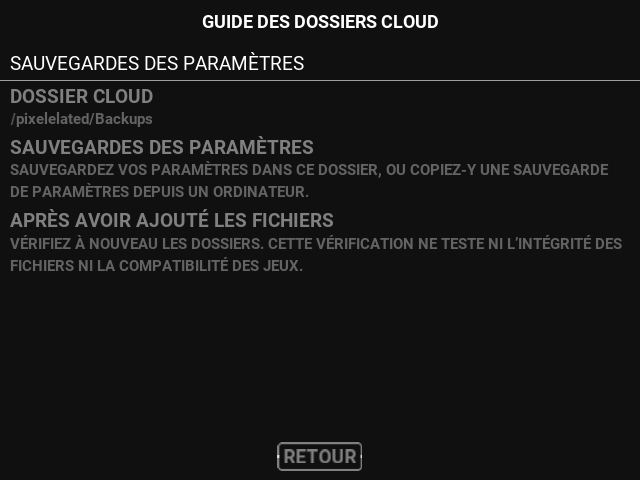 GUIDE DES DOSSIERS CLOUD
SAUVEGARDES DES PARAMÈTRES
DOSSIER CLOUD
/pixelelated/Backups
SAUVEGARDES DES PARAMÈTRES
SAUVEGARDEZ VOS PARAMÈTRES DANS CE DOSSIER, OU COPIEZ-Y UNE SAUVEGARDE
DE PARAMÈTRES DEPUIS UN ORDINATEUR.
APRÈS AVOIR AJOUTÉ LES FICHIERS
VÉRIFIEZ À NOUVEAU LES DOSSIERS. CETTE VÉRIFICATION NE TESTE NI L’INTÉGRITÉ DES
FICHIERS NI LA COMPATIBILITÉ DES JEUX.
RETOUR